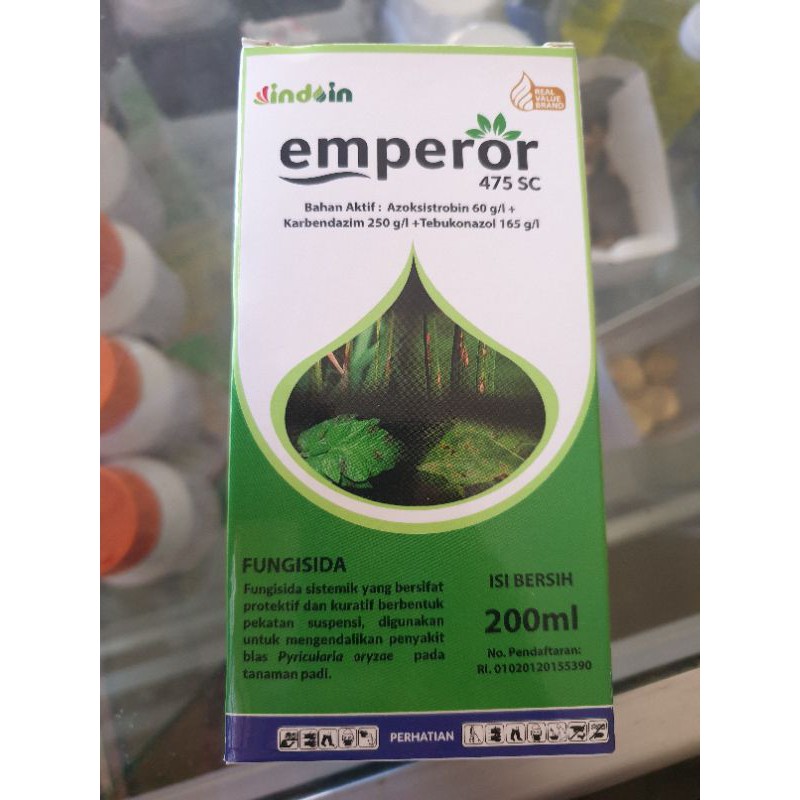 indoin
REAL
VALUE
BRAND
emperor
475 SC
Bahan Aktif : Azoksistrobin 60 g/l +
Karbendazim 250 g/l +Tebukonazol 165 g/l
FUNGISIDA
Fungisida sistemik yang bersifat
protektif dan kuratif berbentuk
pekatan suspensi, digunakan
untuk mengendalikan penyakit
blas Pyricularia oryzae pada
tanaman padi.
ISI BERSIH
200ml
No. Pendaftaran:
RI. 01020120155390
PERHATIAN